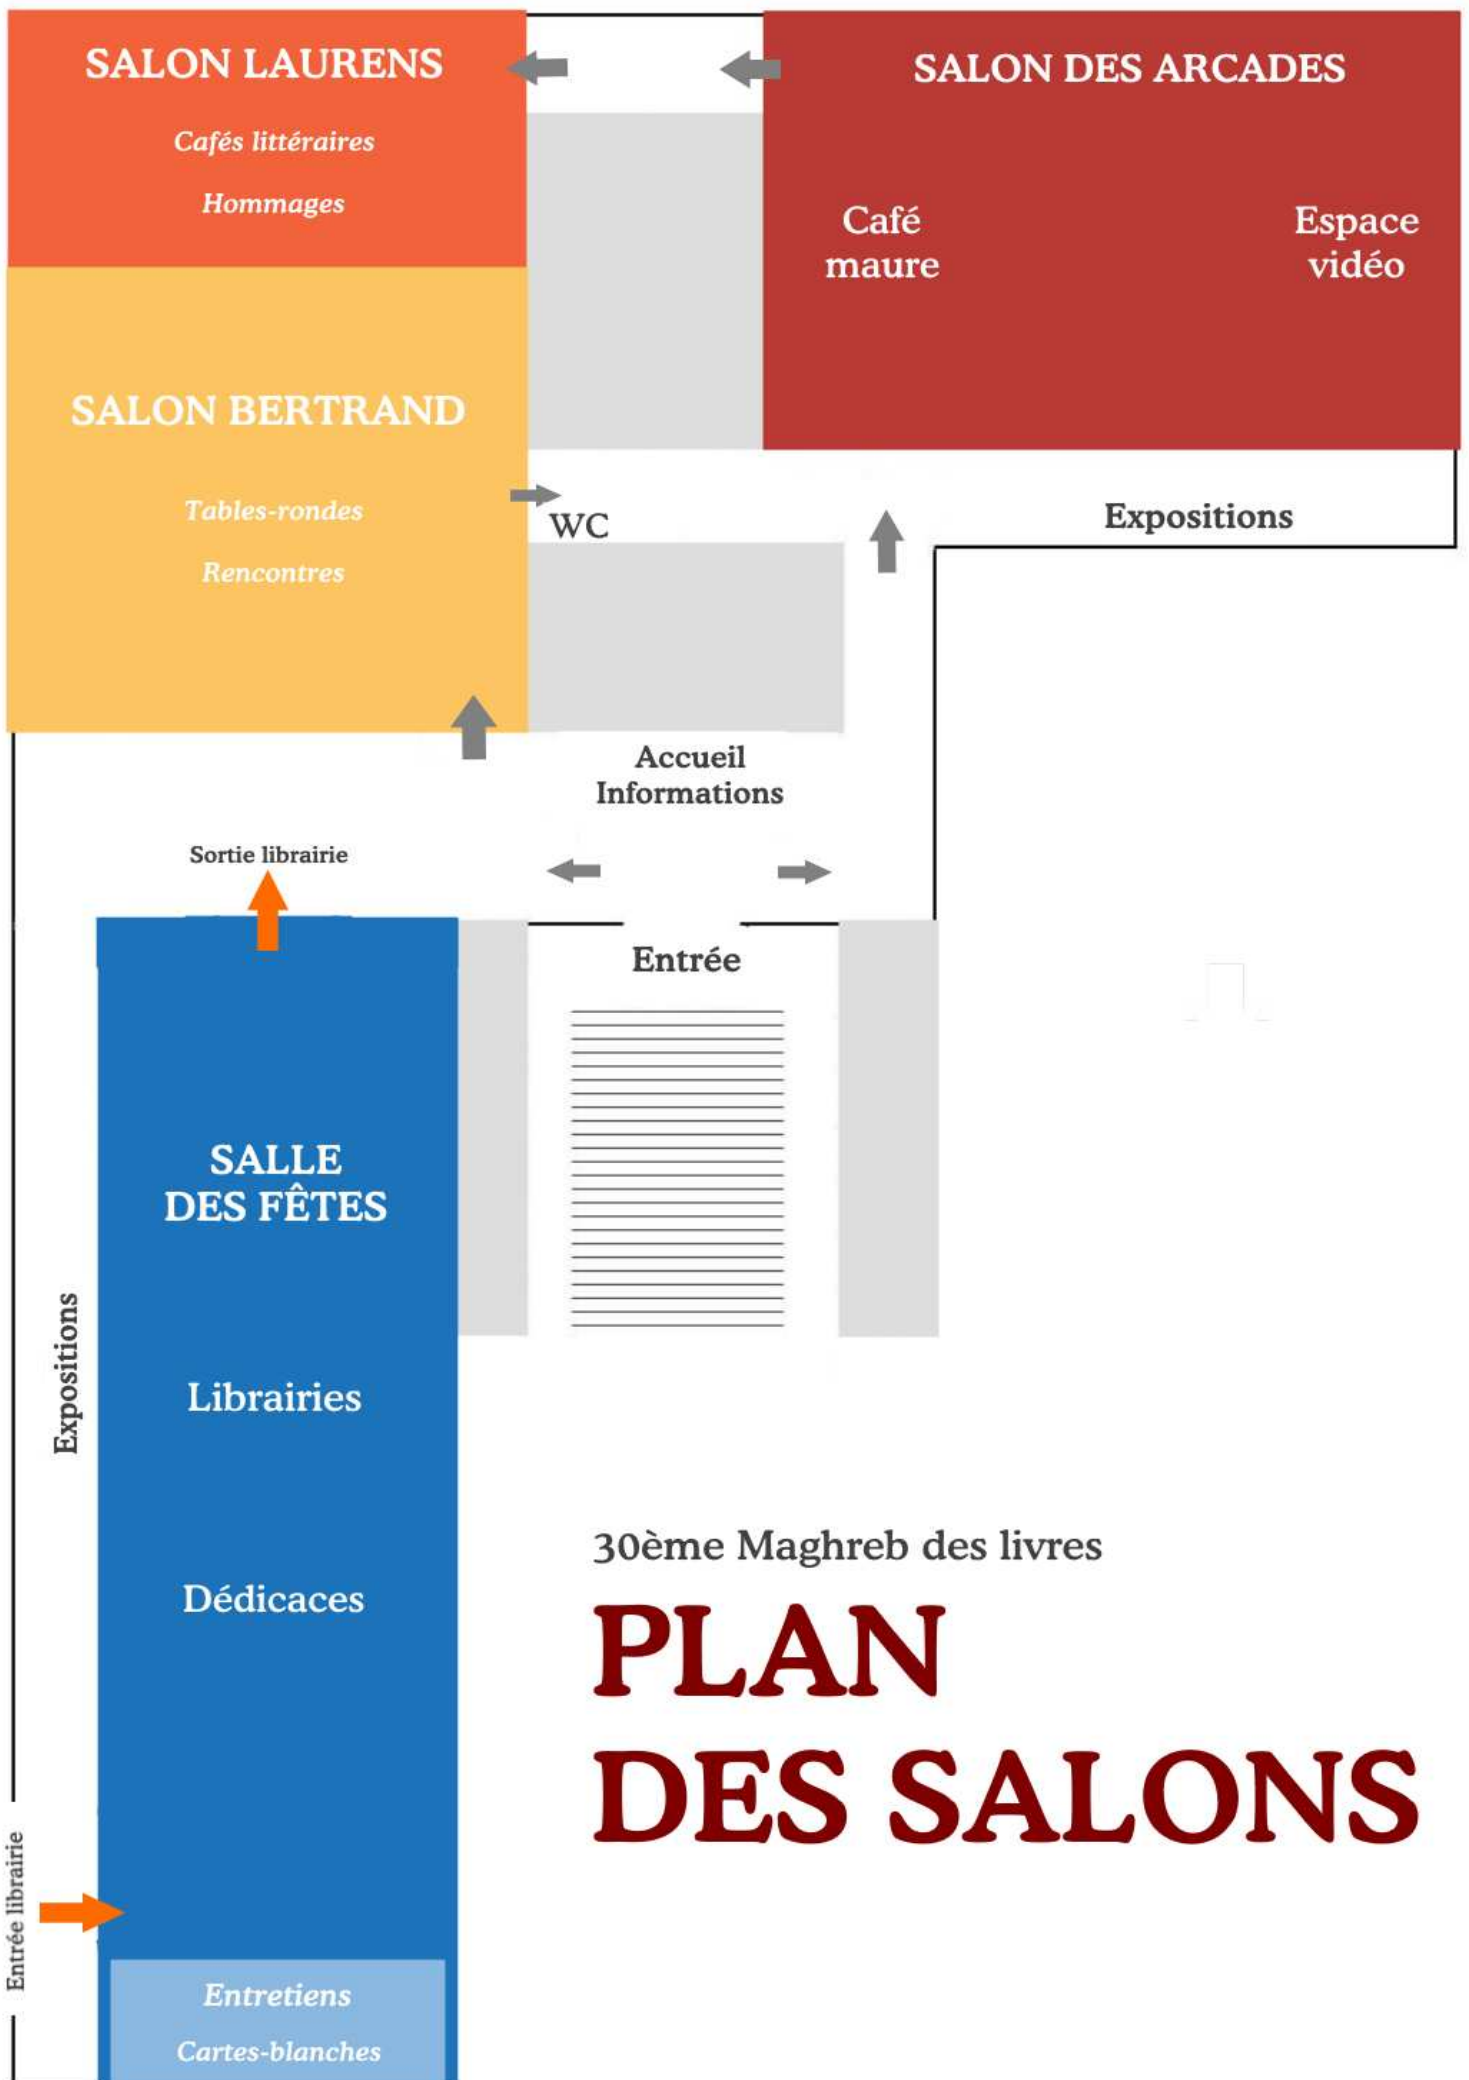 SALON LAURENS
Cafés littéraires
Hommages
SALON DES ARCADES
Café
maure
Espace
vidéo
SALON BERTRAND
Tables-rondes
Rencontres
WC
Expositions
Accueil
Informations
Sortie librairie
Entrée
SALLE
DES FÊTES
Expositions
Librairies
Dédicaces
30ème Maghreb des livres
PLAN
DES SALONS
Entrée librairie
Entretiens
Cartes-blanches